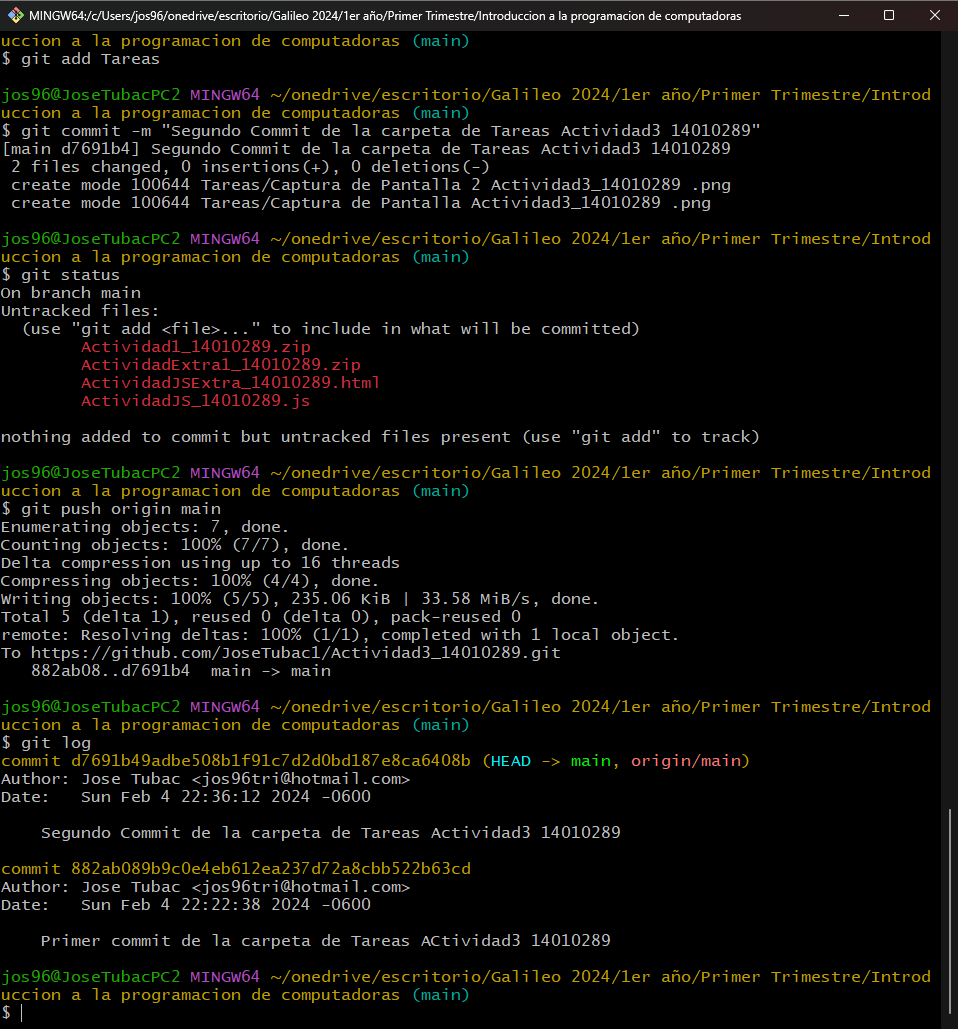 MINGW64:/c/Users/jos96/onedrive/escritorio/Galileo 2024/1er año/Primer Trimestre/Introduccion a la programacion de computadoras
uccion a la programacion de computadoras (main)
$ git add Tareas

jos96@JoseTubacPC2 MINGW64 ~/onedrive/escritorio/Galileo 2024/1er año/Primer Trimestre/Introd
uccion a la programacion de computadoras (main)
$ git commit -m "Segundo Commit de la carpeta de Tareas Actividad3 14010289"
[main d7691b4] Segundo Commit de la carpeta de Tareas Actividad3 14010289
 2 files changed, 0 insertions(+), 0 deletions(-)
 create mode 100644 Tareas/Captura de Pantalla 2 Actividad3_14010289 .png
 create mode 100644 Tareas/Captura de Pantalla Actividad3_14010289 .png

jos96@JoseTubacPC2 MINGW64 ~/onedrive/escritorio/Galileo 2024/1er año/Primer Trimestre/Introd
uccion a la programacion de computadoras (main)
$ git status
On branch main
Untracked files:
  (use "git add <file>..." to include in what will be committed)
        Actividad1_14010289.zip
        ActividadExtra1_14010289.zip
        ActividadJSExtra_14010289.html
        ActividadJS_14010289.js

nothing added to commit but untracked files present (use "git add" to track)

jos96@JoseTubacPC2 MINGW64 ~/onedrive/escritorio/Galileo 2024/1er año/Primer Trimestre/Introd
uccion a la programacion de computadoras (main)
$ git push origin main
Enumerating objects: 7, done.
Counting objects: 100% (7/7), done.
Delta compression using up to 16 threads
Compressing objects: 100% (4/4), done.
Writing objects: 100% (5/5), 235.06 KiB | 33.58 MiB/s, done.
Total 5 (delta 1), reused 0 (delta 0), pack-reused 0
remote: Resolving deltas: 100% (1/1), completed with 1 local object.
To https://github.com/JoseTubac1/Actividad3_14010289.git
   882ab08..d7691b4  main -> main

jos96@JoseTubacPC2 MINGW64 ~/onedrive/escritorio/Galileo 2024/1er año/Primer Trimestre/Introd
uccion a la programacion de computadoras (main)
$ git log
commit d7691b49adbe508b1f91c7d2d0bd187e8ca6408b (HEAD -> main, origin/main)
Author: Jose Tubac <jos96tri@hotmail.com>
Date:   Sun Feb 4 22:36:12 2024 -0600

    Segundo Commit de la carpeta de Tareas Actividad3 14010289

commit 882ab089b9c0e4eb612ea237d72a8cbb522b63cd
Author: Jose Tubac <jos96tri@hotmail.com>
Date:   Sun Feb 4 22:22:38 2024 -0600

    Primer commit de la carpeta de Tareas ACtividad3 14010289

jos96@JoseTubacPC2 MINGW64 ~/onedrive/escritorio/Galileo 2024/1er año/Primer Trimestre/Introd
uccion a la programacion de computadoras (main)
$